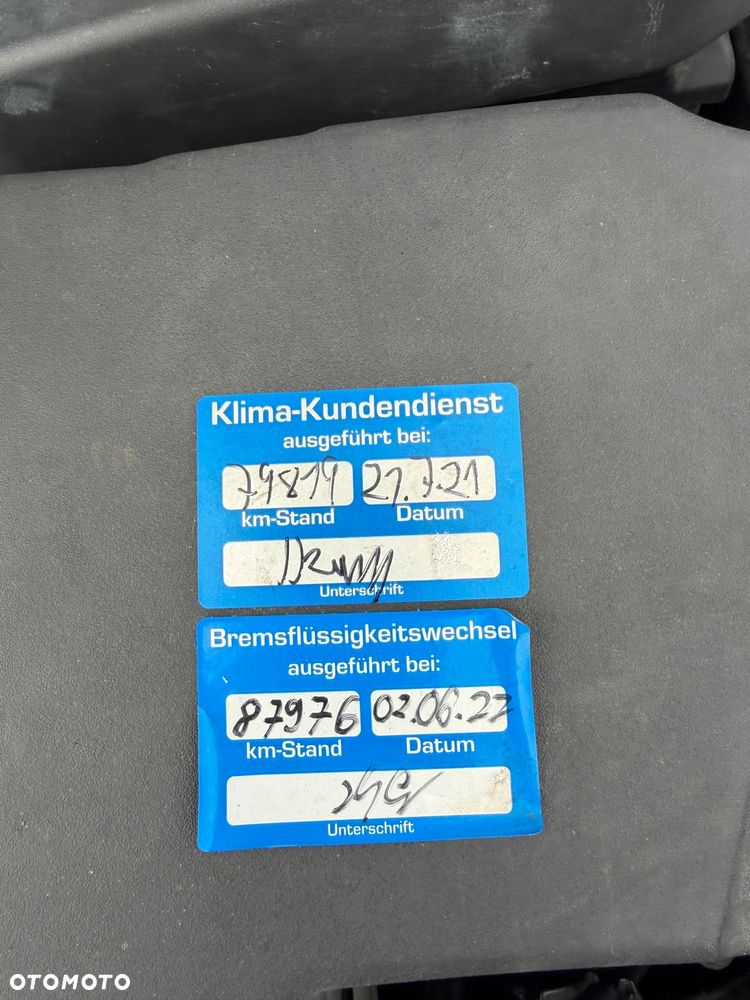 Klima-Kundendienst
ausgeführt bei:
79819 21.7.21
km-Stand Datum
Unterschrift
Bremsflüssigkeitswechsel
ausgeführt bei:
87976 02.06.22
km-Stand Datum
Unterschrift
OTOMOTO